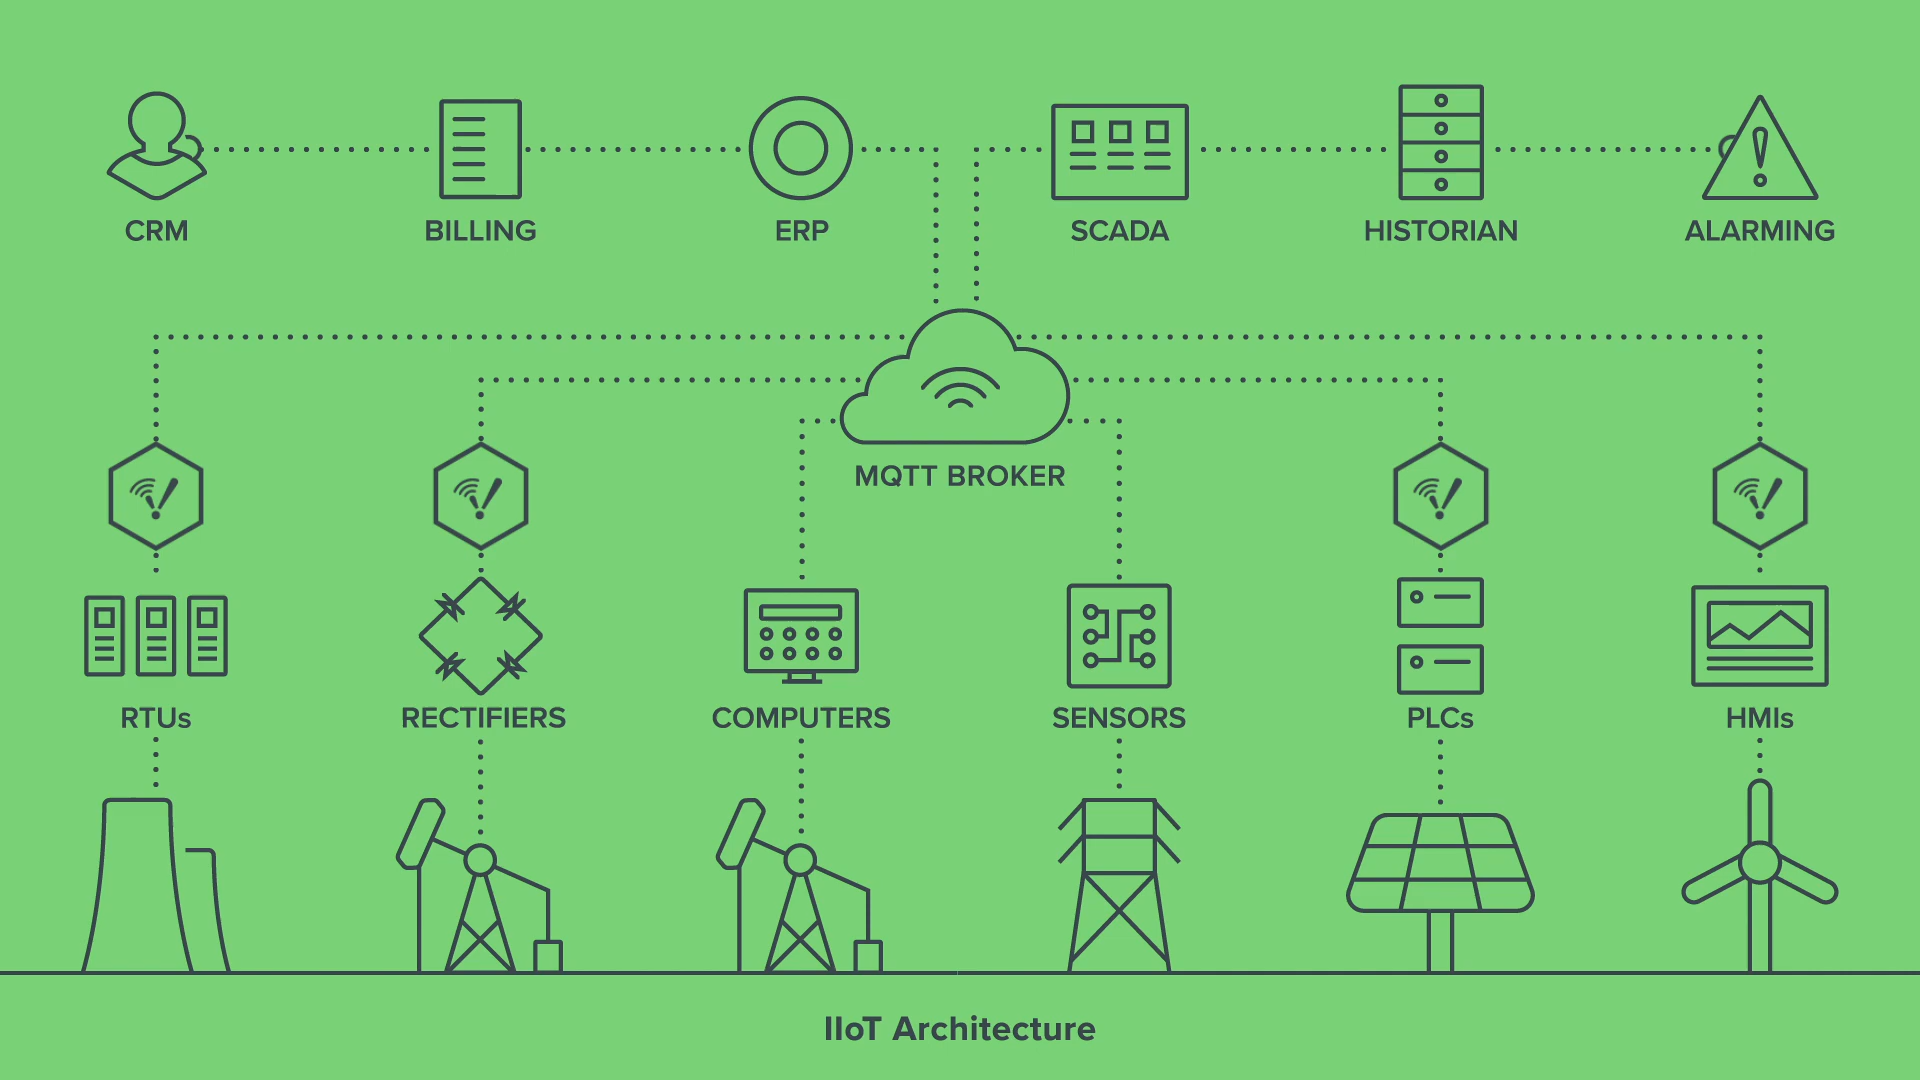 CRM
BILLING
ERP
SCADA
HISTORIAN
ALARMING
MQTT BROKER
RTUs
RECTIFIERS
COMPUTERS
SENSORS
PLCs
HMIs
IIoT Architecture